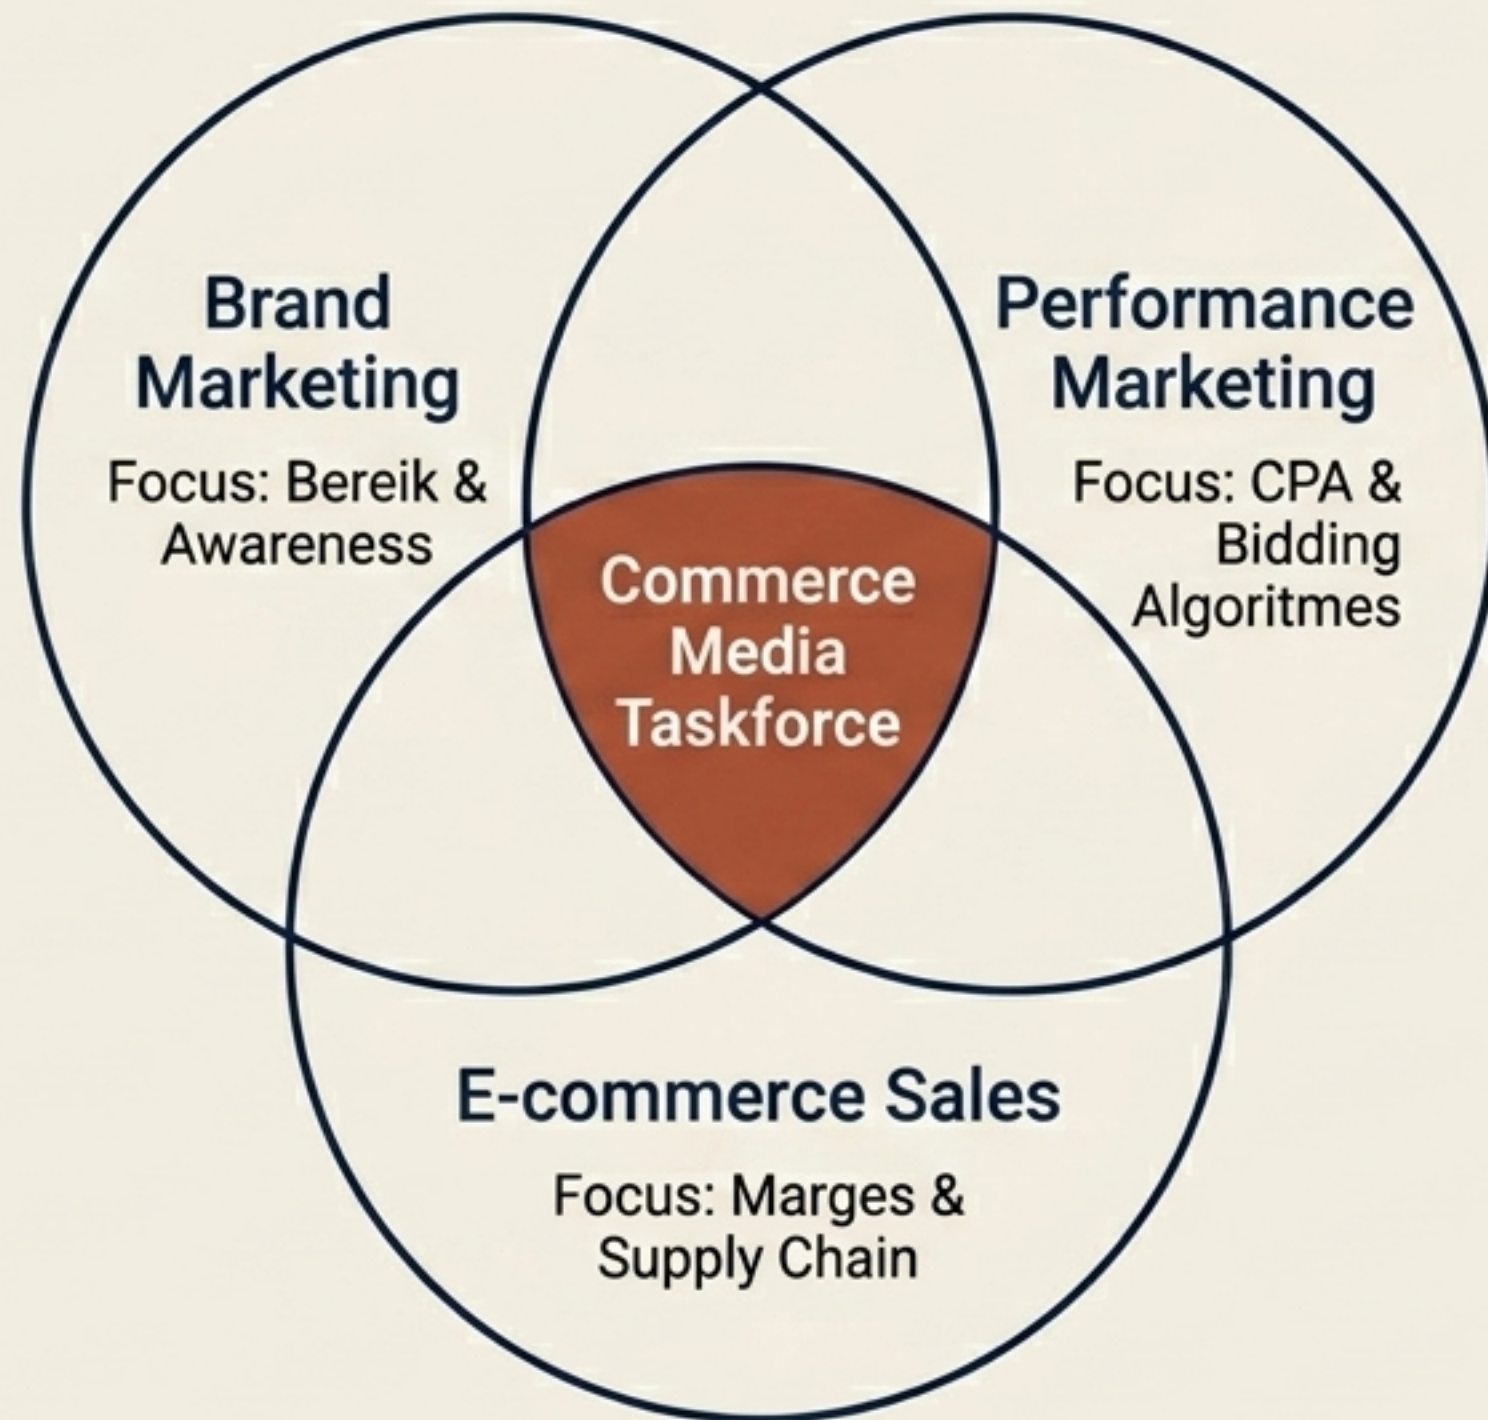 Brand
Marketing
Focus: Bereik &
Awareness
Performance
Marketing
Focus: CPA &
Bidding
Algoritmes
Commerce
Media
Taskforce
E-commerce Sales
Focus: Marges &
Supply Chain